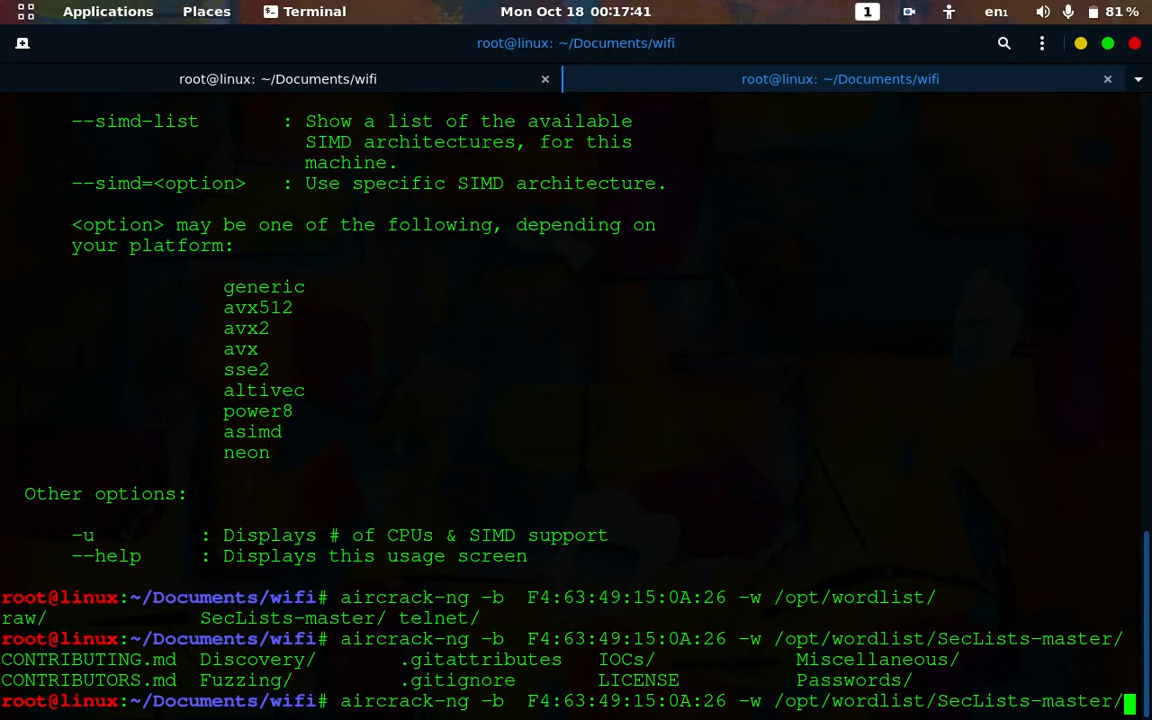 Applications Places Terminal Mon Oct 18 00:17:41 1 en₁ 81%
root@linux: ~/Documents/wifi
root@linux: ~/Documents/wifi × root@linux: ~/Documents/wifi ×
--simd-list : Show a list of the available
SIMD architectures, for this
machine.
--simd=<option> : Use specific SIMD architecture.
<option> may be one of the following, depending on
your platform:
generic
avx512
avx2
avx
sse2
altivec
power8
asimd
neon
Other options:
-u : Displays # of CPUs & SIMD support
--help : Displays this usage screen
root@linux:~/Documents/wifi# aircrack-ng -b  F4:63:49:15:0A:26 -w /opt/wordlist/
raw/ SecLists-master/ telnet/
root@linux:~/Documents/wifi# aircrack-ng -b  F4:63:49:15:0A:26 -w /opt/wordlist/SecLists-master/
CONTRIBUTING.md Discovery/ .gitattributes IOCs/ Miscellaneous/
CONTRIBUTORS.md Fuzzing/ .gitignore LICENSE Passwords/
root@linux:~/Documents/wifi# aircrack-ng -b  F4:63:49:15:0A:26 -w /opt/wordlist/SecLists-master/